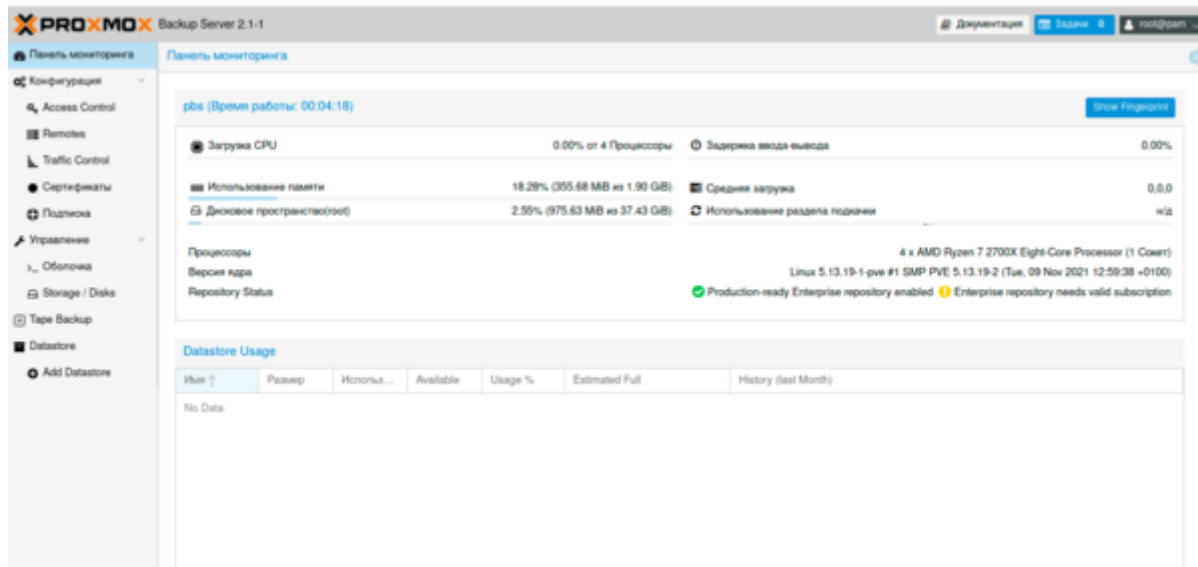 PROXMOX Backup Server 2.1-1
Документация
Задачи 0
root@pam
Панель мониторинга
Конфигурация
Access Control
Remotes
Traffic Control
Сертификаты
Подписка
Управление
Оболочка
Storage / Disks
Tape Backup
Datastore
Add Datastore
Панель мониторинга
pbs (Время работы: 00:04:18)
Show Fingerprint
Загрузка CPU 0.00% от 4 Процессоры
Задержка ввода-вывода 0.00%
Использование памяти 18.28% (355.68 MiB из 1.90 GiB)
Средняя загрузка 0,0,0
Дисковое пространство(root) 2.55% (975.63 MiB из 37.43 GiB)
Использование раздела подкачки н/д
Процессоры 4 x AMD Ryzen 7 2700X Eight-Core Processor (1 Сокет)
Версия ядра Linux 5.13.19-1-pve #1 SMP PVE 5.13.19-2 (Tue, 09 Nov 2021 12:59:38 +0100)
Repository Status Production-ready Enterprise repository enabled Enterprise repository needs valid subscription
Datastore Usage
Имя ↑ Размер Использа... Available Usage % Estimated Full History (last Month)
No Data